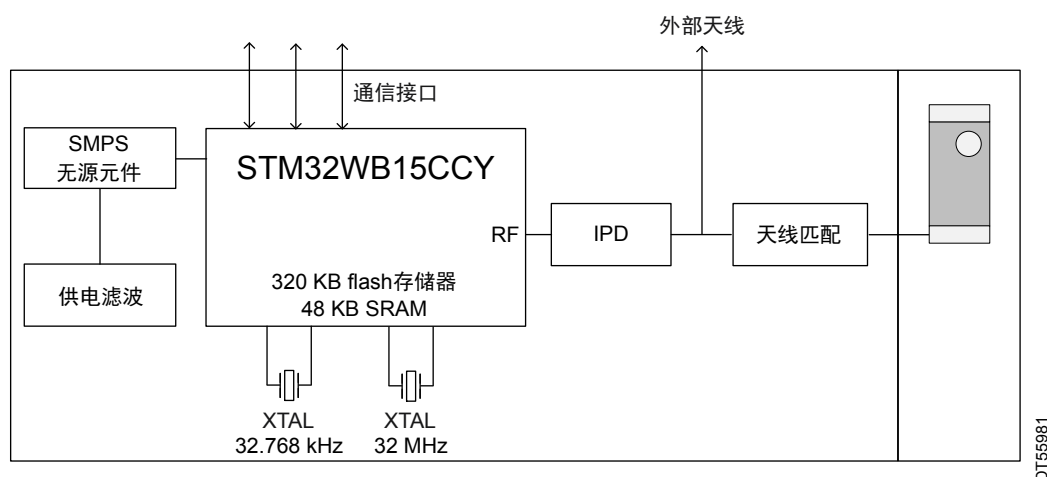 外部天线
通信接口
SMPS
无源元件
STM32WB15CCY
RF
IPD
天线匹配
供电滤波
320 KB flash存储器
48 KB SRAM
XTAL
32.768 kHz
XTAL
32 MHz
DT55981